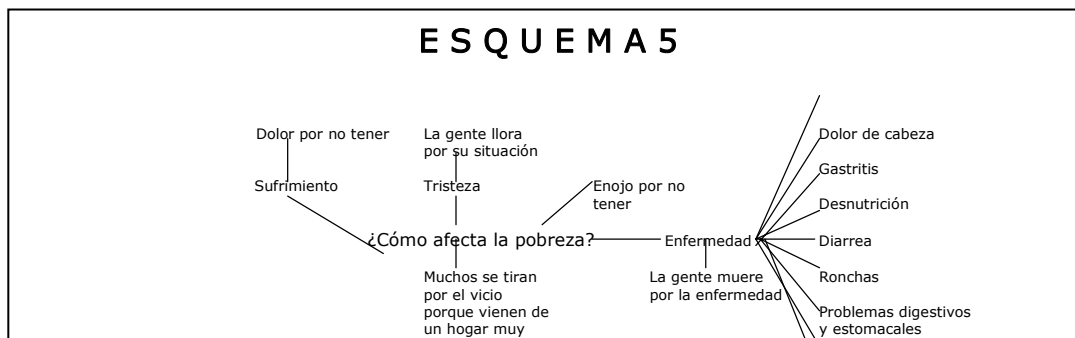 E S Q U E M A 5
Dolor por no tener
La gente llora
por su situación
Dolor de cabeza
Gastritis
Sufrimiento
Tristeza
Enojo por no
tener
Desnutrición
¿Cómo afecta la pobreza?
Enfermedad
Diarrea
Muchos se tiran
por el vicio
porque vienen de
un hogar muy
La gente muere
por la enfermedad
Ronchas
Problemas digestivos
y estomacales